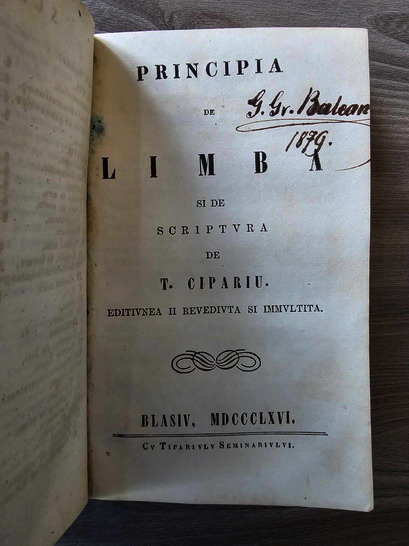 PRINCIPIA
DE
G. Gr. Balean
1879.
LIMBA
SI DE
SCRIPTVRA
DE
T. CIPARIU.
EDITIVNEA II REVEDIVTA SI IMMVLTITA.
BLASIV, MDCCCLXVI.
CV TIPARIVLV SEMINARIVLVI.